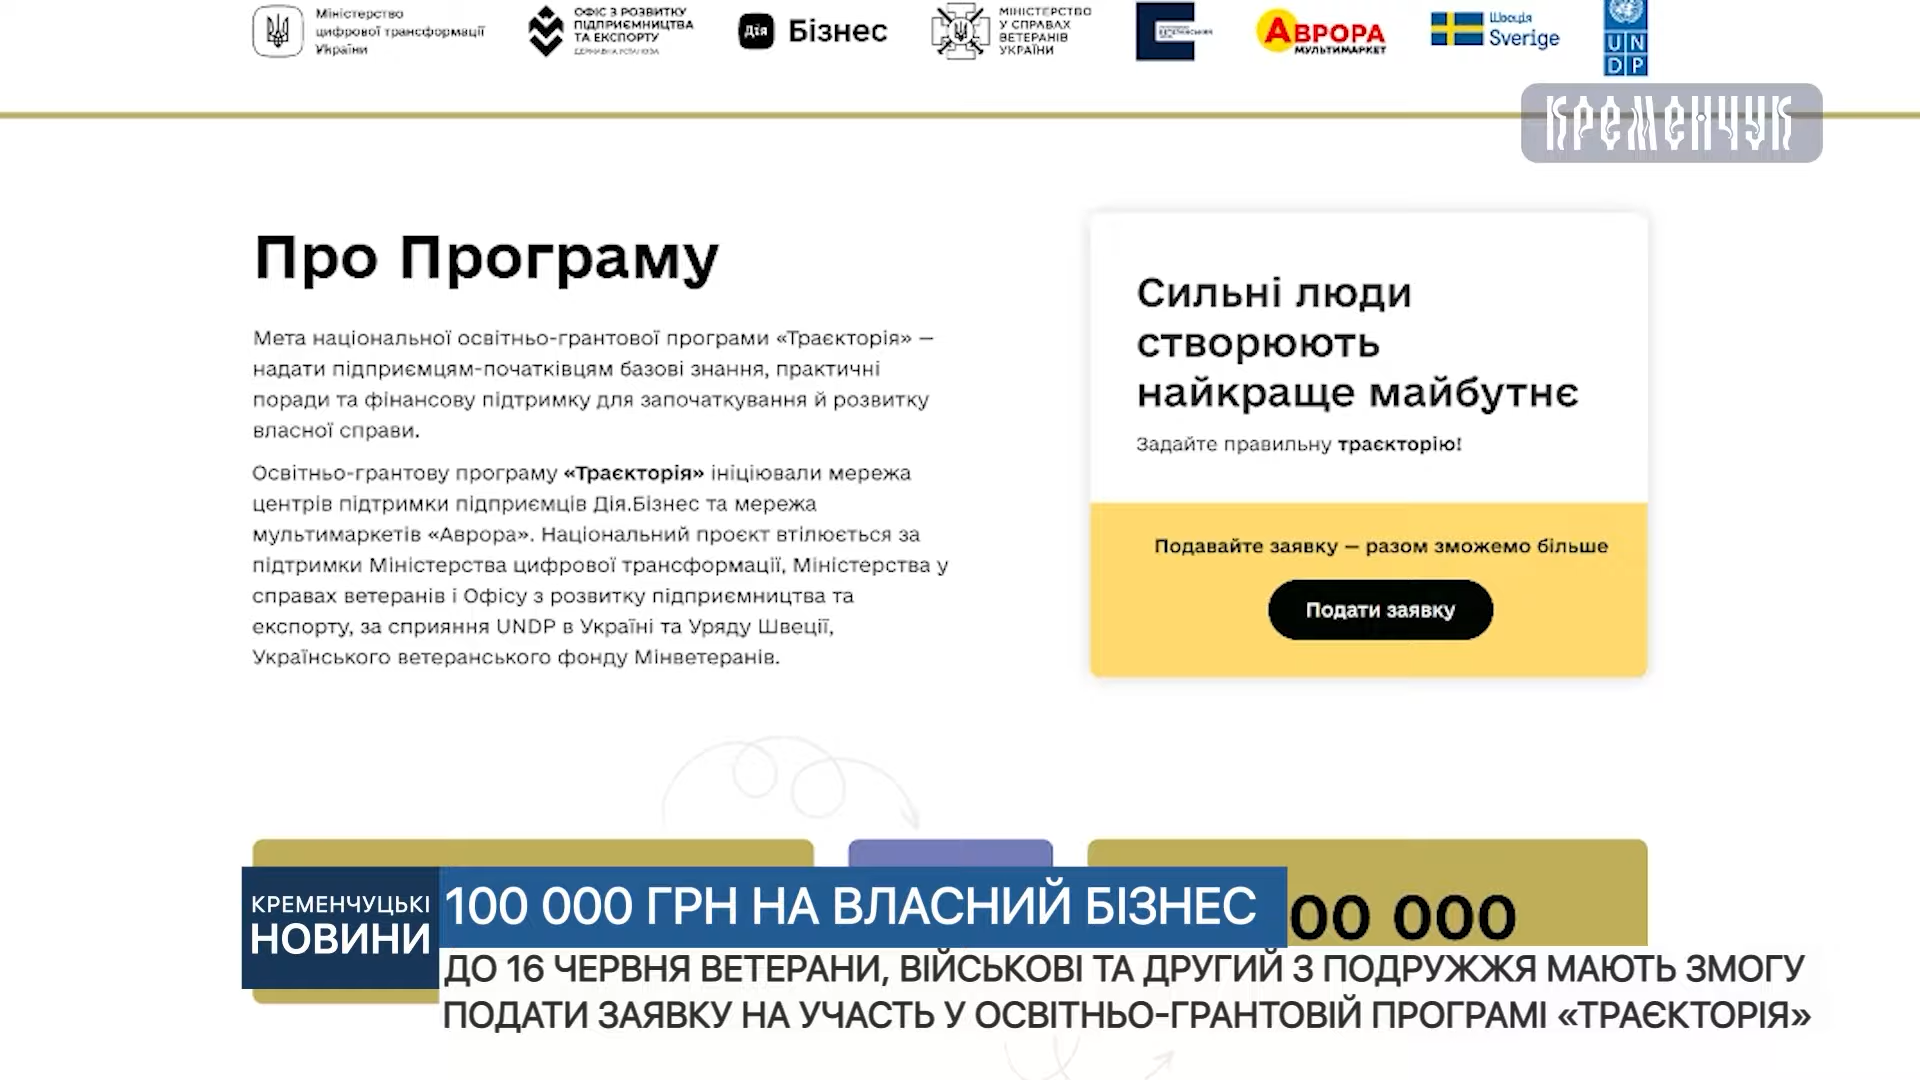 Міністерство
цифрової трансформації
України
ОФІС З РОЗВИТКУ
ПІДПРИЄМНИЦТВА
ТА ЕКСПОРТУ
ДЕРЖАВНА УСТАНОВА
Дія Бізнес
МІНІСТЕРСТВО
У СПРАВАХ
ВЕТЕРАНІВ
УКРАЇНИ
АВРОРА
МУЛЬТИМАРКЕТ
Швеція
Sverige
UN
DP
КРЕМЕНЧУК
Про Програму
Мета національної освітньо-грантової програми «Траєкторія» —
надати підприємцям-початківцям базові знання, практичні
поради та фінансову підтримку для започаткування й розвитку
власної справи.
Освітньо-грантову програму «Траєкторія» ініціювали мережа
центрів підтримки підприємців Дія.Бізнес та мережа
мультимаркетів «Аврора». Національний проєкт втілюється за
підтримки Міністерства цифрової трансформації, Міністерства у
справах ветеранів і Офісу з розвитку підприємництва та
експорту, за сприяння UNDP в Україні та Уряду Швеції,
Українського ветеранського фонду Мінветеранів.
Сильні люди
створюють
найкраще майбутнє
Задайте правильну траєкторію!
Подавайте заявку — разом зможемо більше
Подати заявку
00 000
КРЕМЕНЧУЦЬКІ
НОВИНИ
100 000 ГРН НА ВЛАСНИЙ БІЗНЕС
ДО 16 ЧЕРВНЯ ВЕТЕРАНИ, ВІЙСЬКОВІ ТА ДРУГИЙ З ПОДРУЖЖЯ МАЮТЬ ЗМОГУ
ПОДАТИ ЗАЯВКУ НА УЧАСТЬ У ОСВІТНЬО-ГРАНТОВІЙ ПРОГРАМІ «ТРАЄКТОРІЯ»